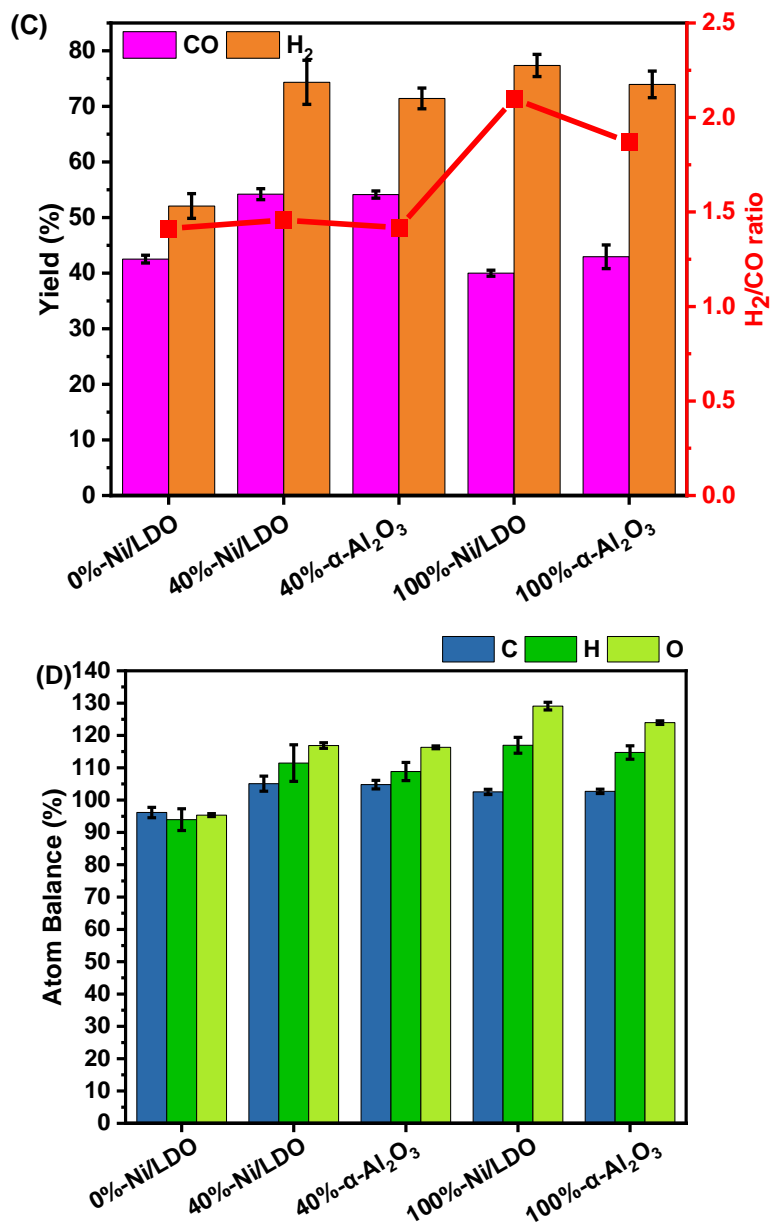 (C)
CO H₂
Yield (%)
80
70
60
50
40
30
20
10
0
2.5
2.0
1.5
1.0
0.5
0.0
H₂/CO ratio
0%-Ni/LDO
40%-Ni/LDO
40%-α-Al₂O₃
100%-Ni/LDO
100%-α-Al₂O₃
C H O
(D)
Atom Balance (%)
140
130
120
110
100
90
80
70
60
50
40
30
20
10
0
0%-Ni/LDO
40%-Ni/LDO
40%-α-Al₂O₃
100%-Ni/LDO
100%-α-Al₂O₃